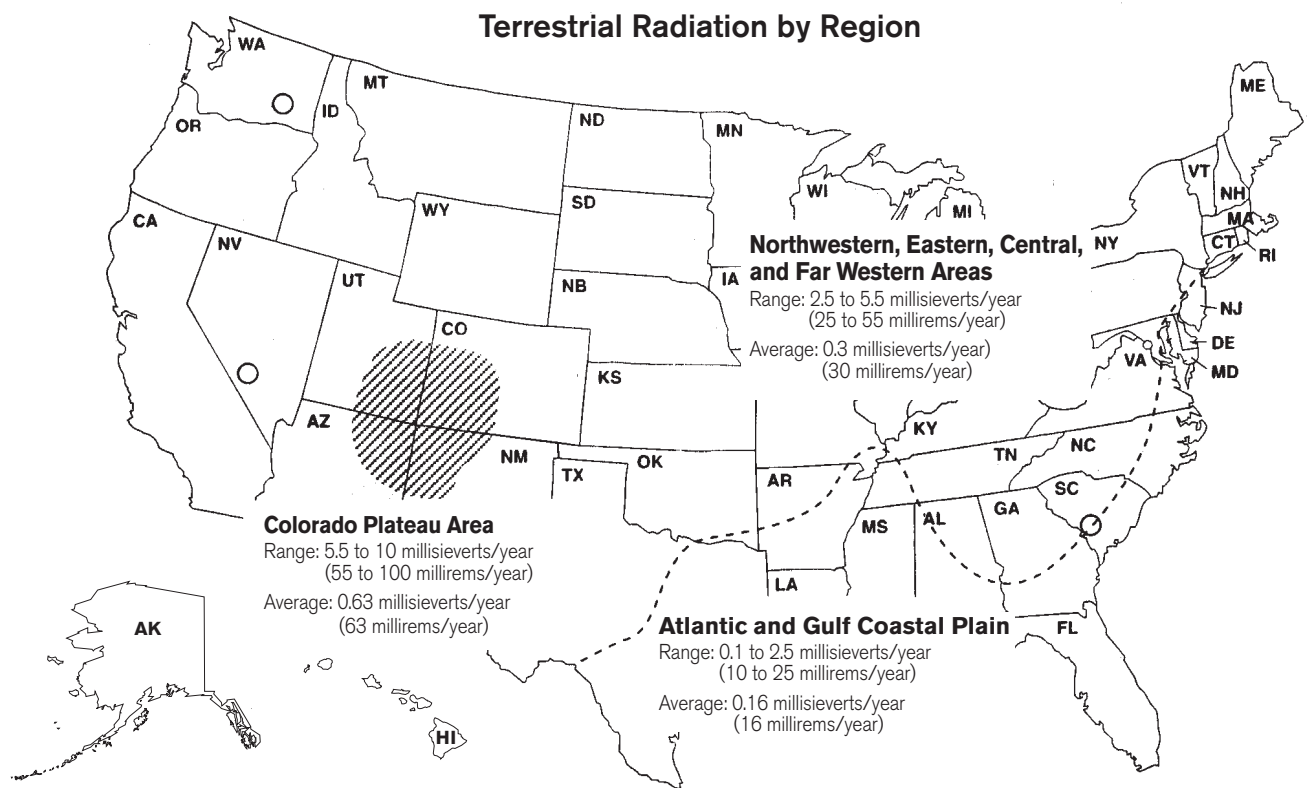 Terrestrial Radiation by Region
WA
MT
ME
ID
OR
ND
MN
VT
WI
NH
SD
MI
WY
MA
CA
NV
NY
CT
RI
Northwestern, Eastern, Central,
and Far Western Areas
Range: 2.5 to 5.5 millisieverts/year
(25 to 55 millirems/year)
Average: 0.3 millisieverts/year)
(30 millirems/year)
UT
IA
NB
NJ
CO
DE
VA
MD
KS
AZ
KY
NC
TN
NM
OK
TX
AR
SC
GA
AL
MS
Colorado Plateau Area
Range: 5.5 to 10 millisieverts/year
(55 to 100 millirems/year)
Average: 0.63 millisieverts/year
(63 millirems/year)
LA
AK
FL
Atlantic and Gulf Coastal Plain
Range: 0.1 to 2.5 millisieverts/year
(10 to 25 millirems/year)
Average: 0.16 millisieverts/year
(16 millirems/year)
HI